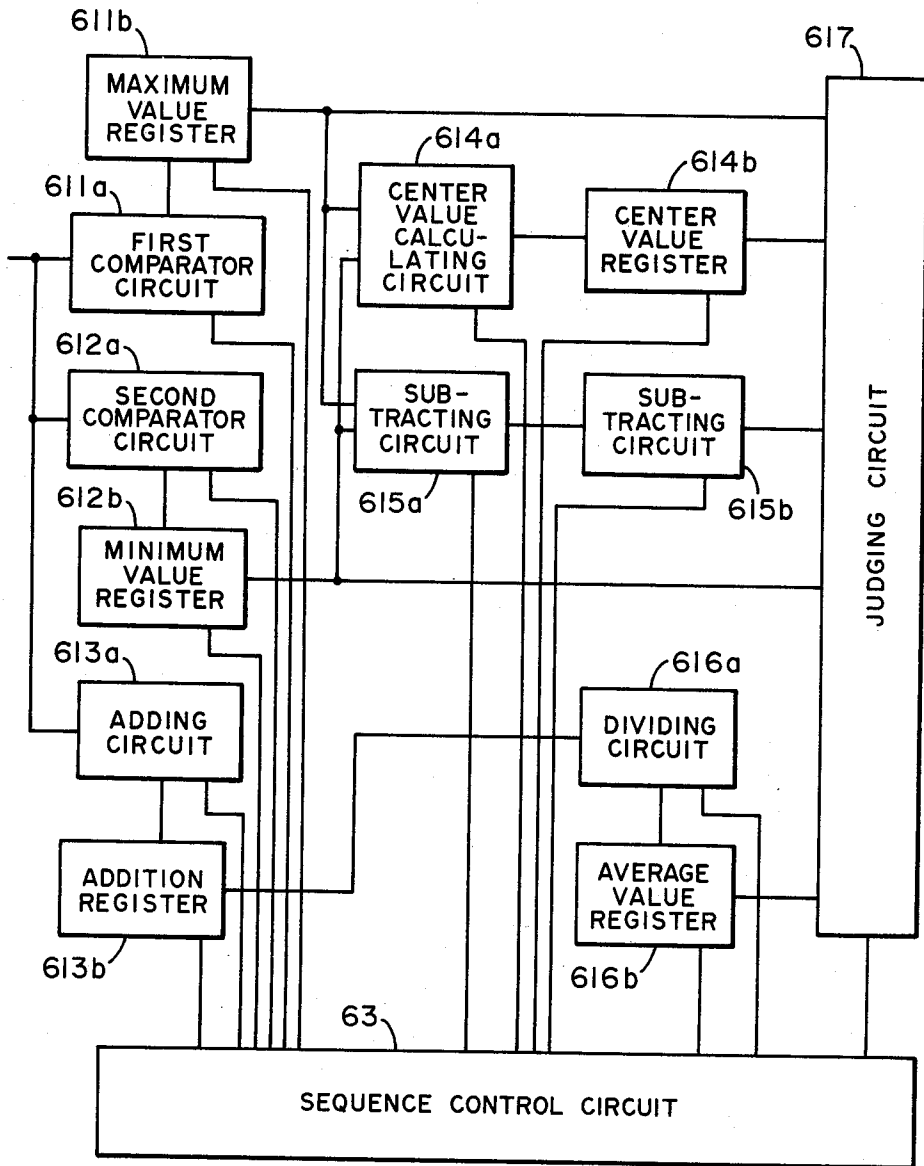 611b
MAXIMUM
VALUE
REGISTER
617
614a
CENTER
VALUE
CALCU-
LATING
CIRCUIT
614b
CENTER
VALUE
REGISTER
611a
FIRST
COMPARATOR
CIRCUIT
612a
SECOND
COMPARATOR
CIRCUIT
SUB-
TRACTING
CIRCUIT
615a
SUB-
TRACTING
CIRCUIT
615b
JUDGING CIRCUIT
612b
MINIMUM
VALUE
REGISTER
613a
ADDING
CIRCUIT
616a
DIVIDING
CIRCUIT
ADDITION
REGISTER
613b
AVERAGE
VALUE
REGISTER
616b
63
SEQUENCE CONTROL CIRCUIT